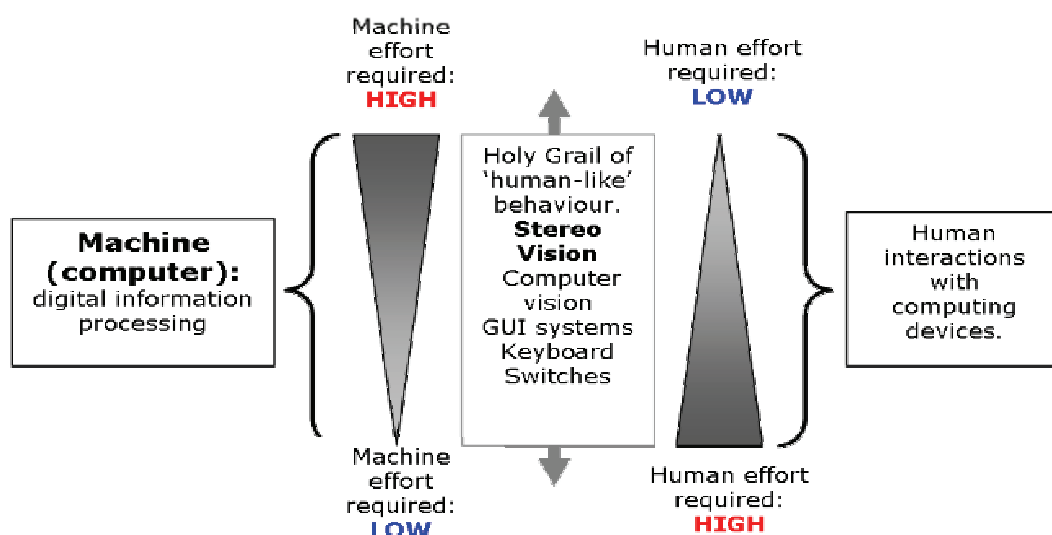 Machine
effort
required:
HIGH
Human effort
required:
LOW
Machine
(computer):
digital information
processing
Holy Grail of
‘human-like’
behaviour.
Stereo
Vision
Computer
vision
GUI systems
Keyboard
Switches
Human
interactions
with
computing
devices.
Machine
effort
required:
LOW
Human effort
required:
HIGH